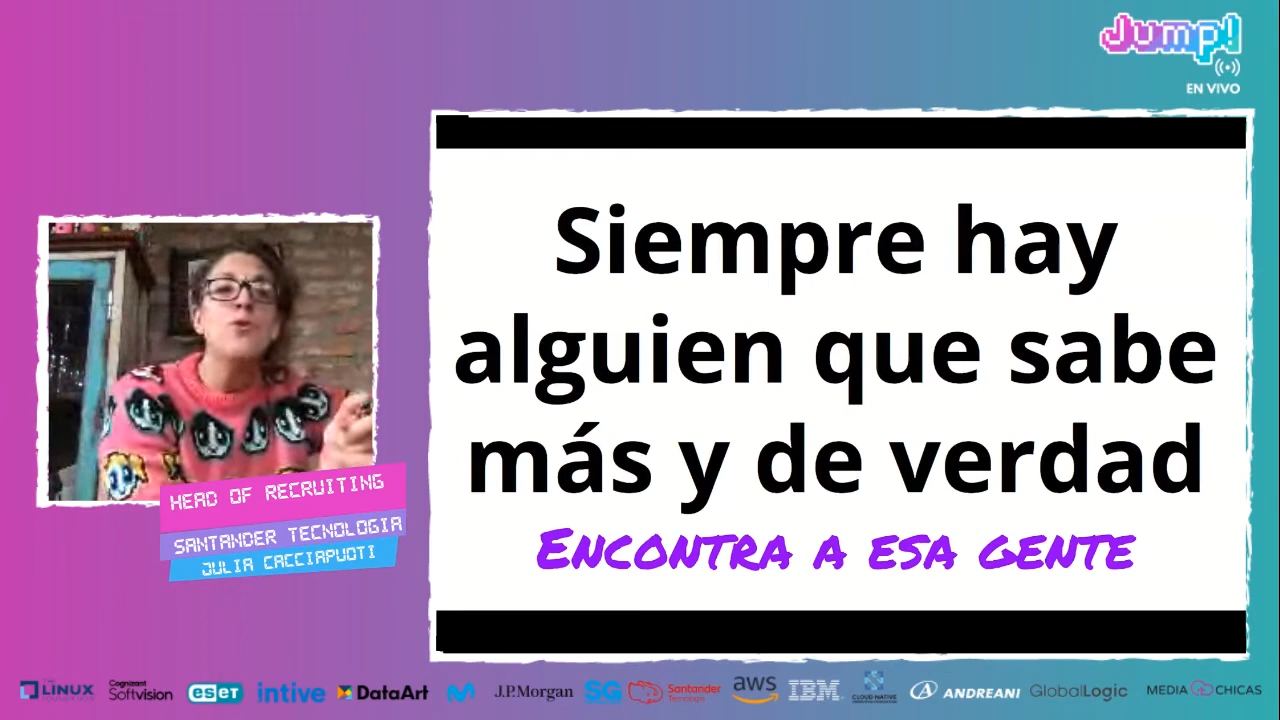 Jump!
EN VIVO
Siempre hay
alguien que sabe
más y de verdad
ENCONTRA A ESA GENTE
HEAD OF RECRUITING
SANTANDER TECNOLOGIA
JULIA CACCIAPUOTI
LINUX
Cognizant
Softvision
eseT
intive
DataArt
J.P.Morgan
SG
Santander
Tecnología
aws
IBM
CLOUD NATIVE
ANDREANI
GlobalLogic
MEDIA CHICAS